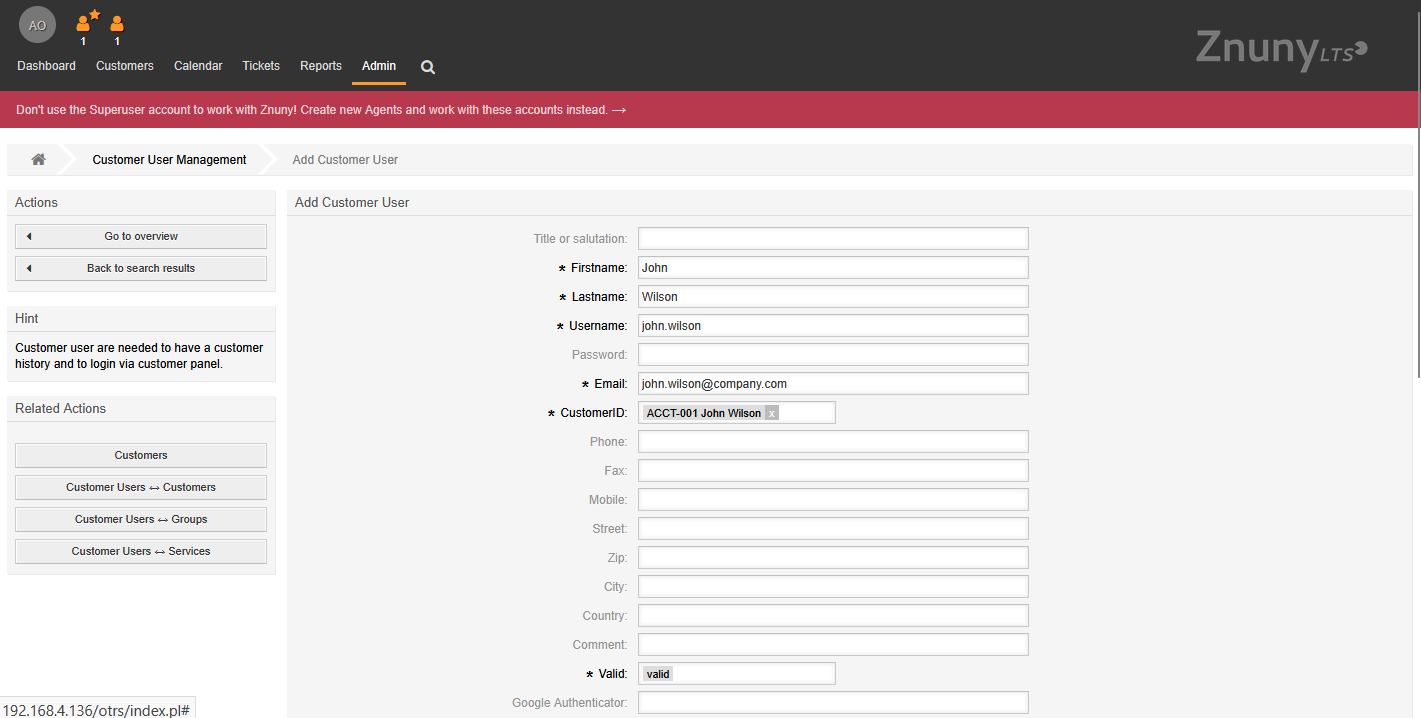 AO
1
1
Dashboard
Customers
Calendar
Tickets
Reports
Admin
Znuny LTS
Don't use the Superuser account to work with Znuny! Create new Agents and work with these accounts instead. →
Customer User Management
Add Customer User
Actions
Go to overview
Back to search results
Hint
Customer user are needed to have a customer
history and to login via customer panel.
Related Actions
Customers
Customer Users ↔ Customers
Customer Users ↔ Groups
Customer Users ↔ Services
Add Customer User
Title or salutation:
* Firstname: John
* Lastname: Wilson
* Username: john.wilson
Password:
* Email: john.wilson@company.com
* CustomerID: ACCT-001 John Wilson x
Phone:
Fax:
Mobile:
Street:
Zip:
City:
Country:
Comment:
* Valid: valid
Google Authenticator:
192.168.4.136/otrs/index.pl#